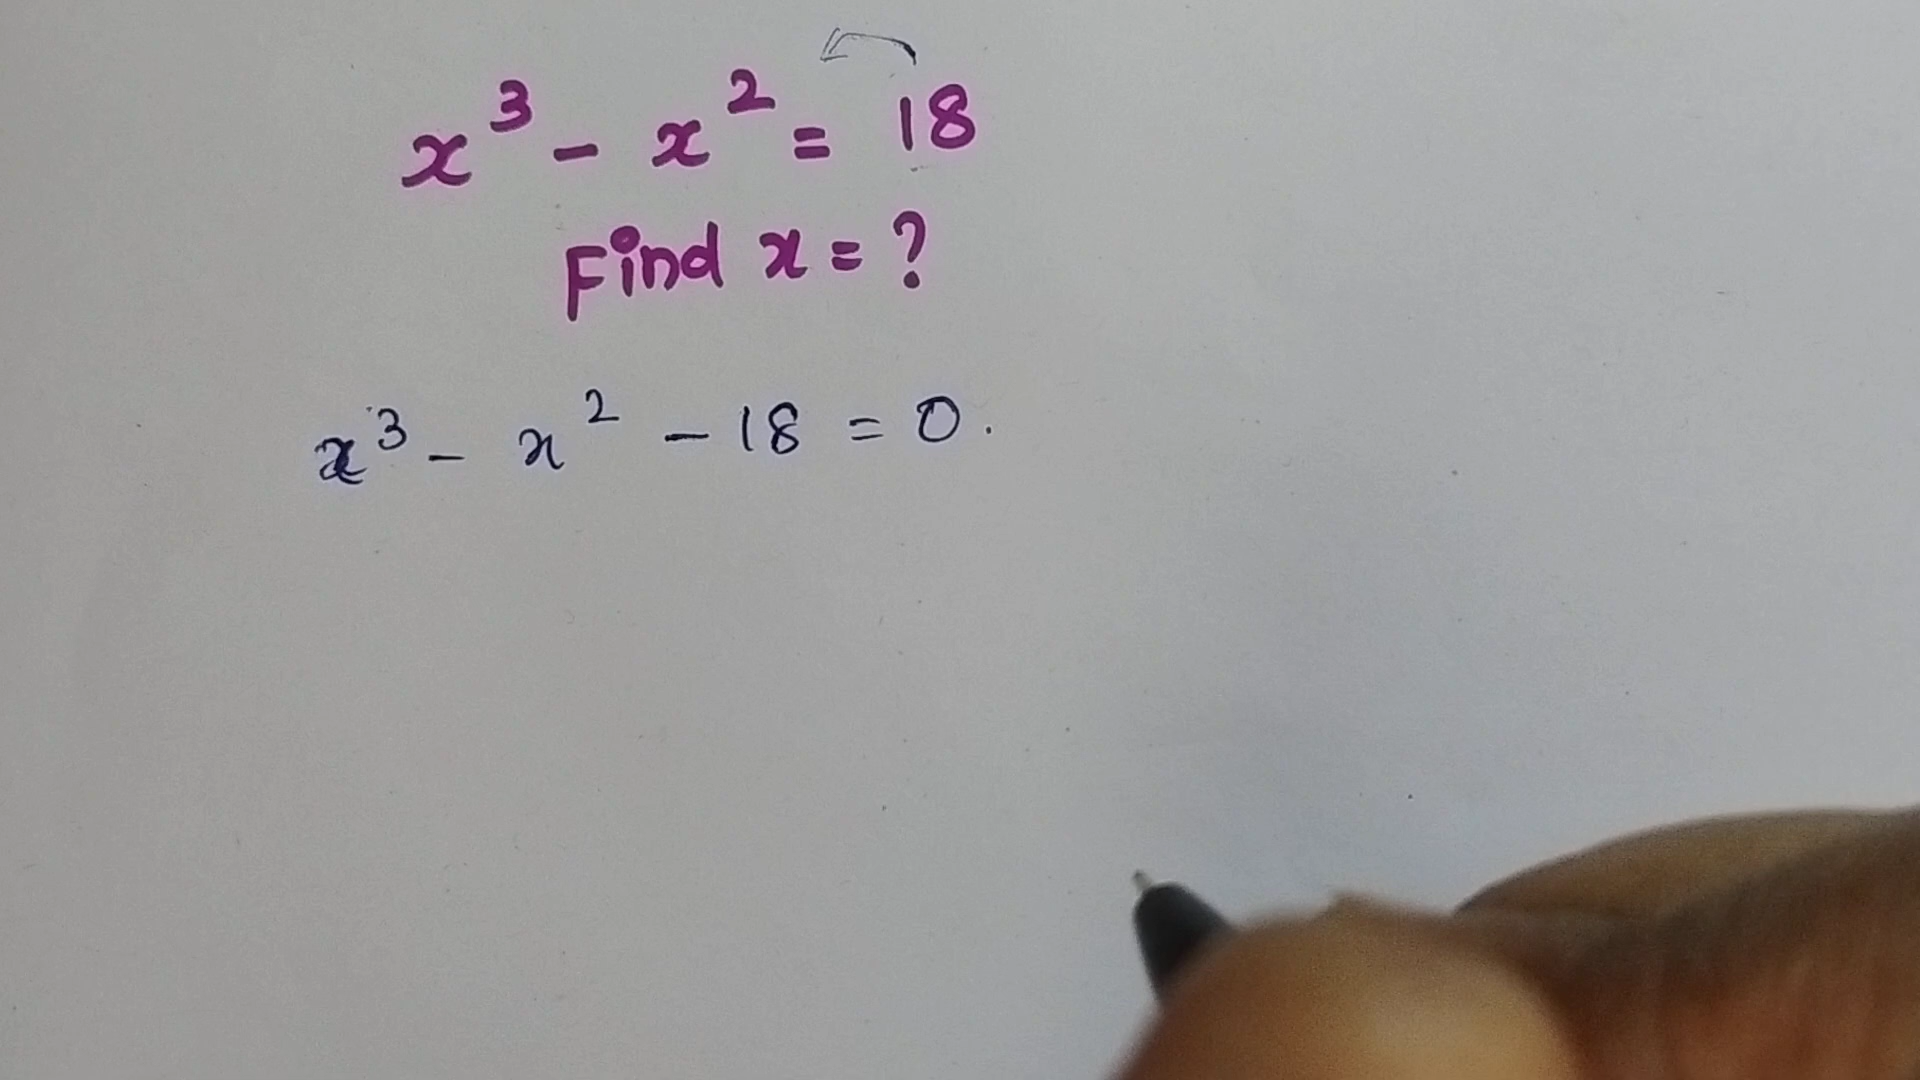 x³ - x² = 18
Find x = ?
x³ - x² - 18 = 0.